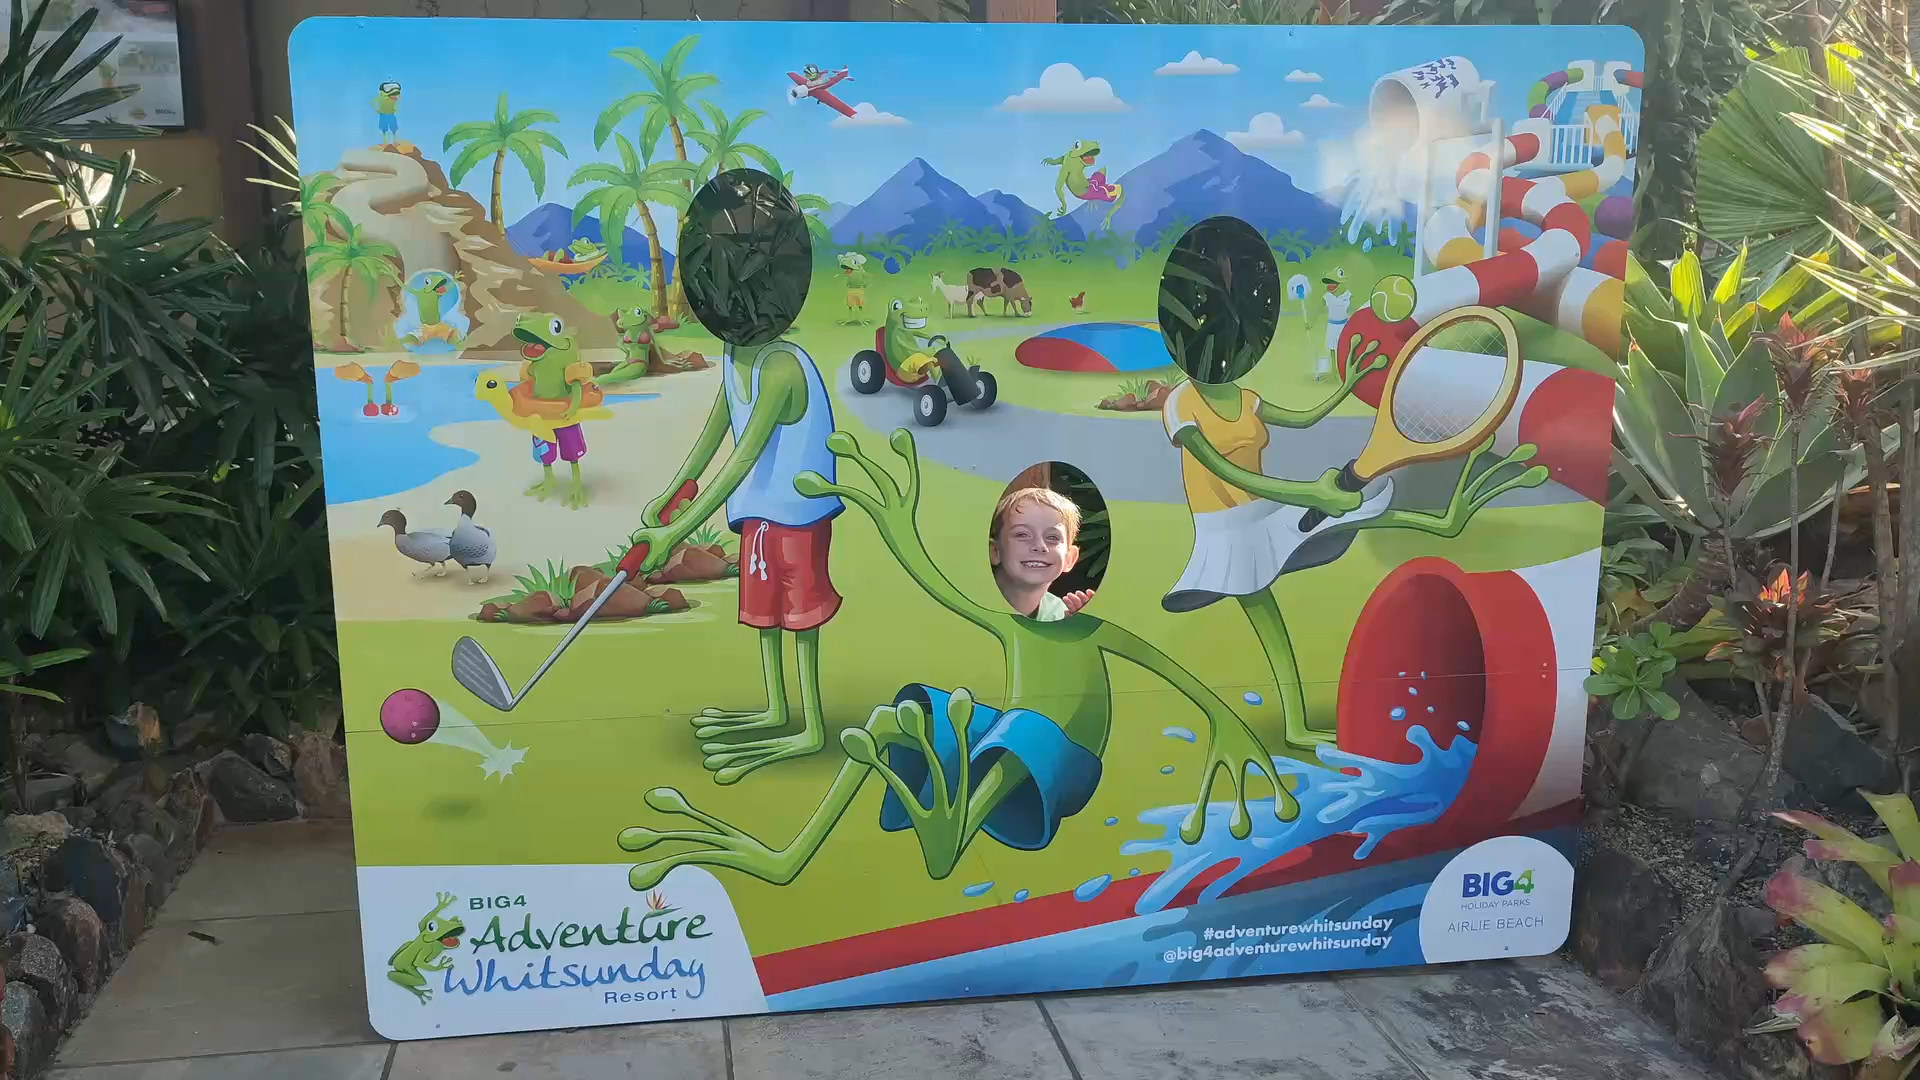 BIG4
Adventure
Whitsunday
Resort
#adventurewhitsunday
@big4adventurewhitsunday
BIG4
HOLIDAY PARKS
AIRLIE BEACH